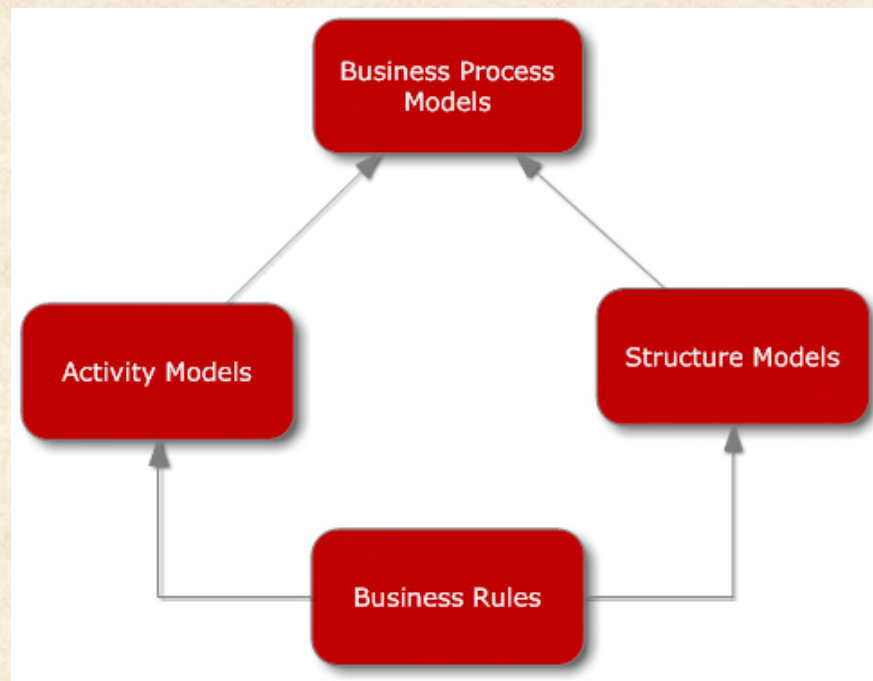 Business Process
Models
Activity Models
Structure Models
Business Rules